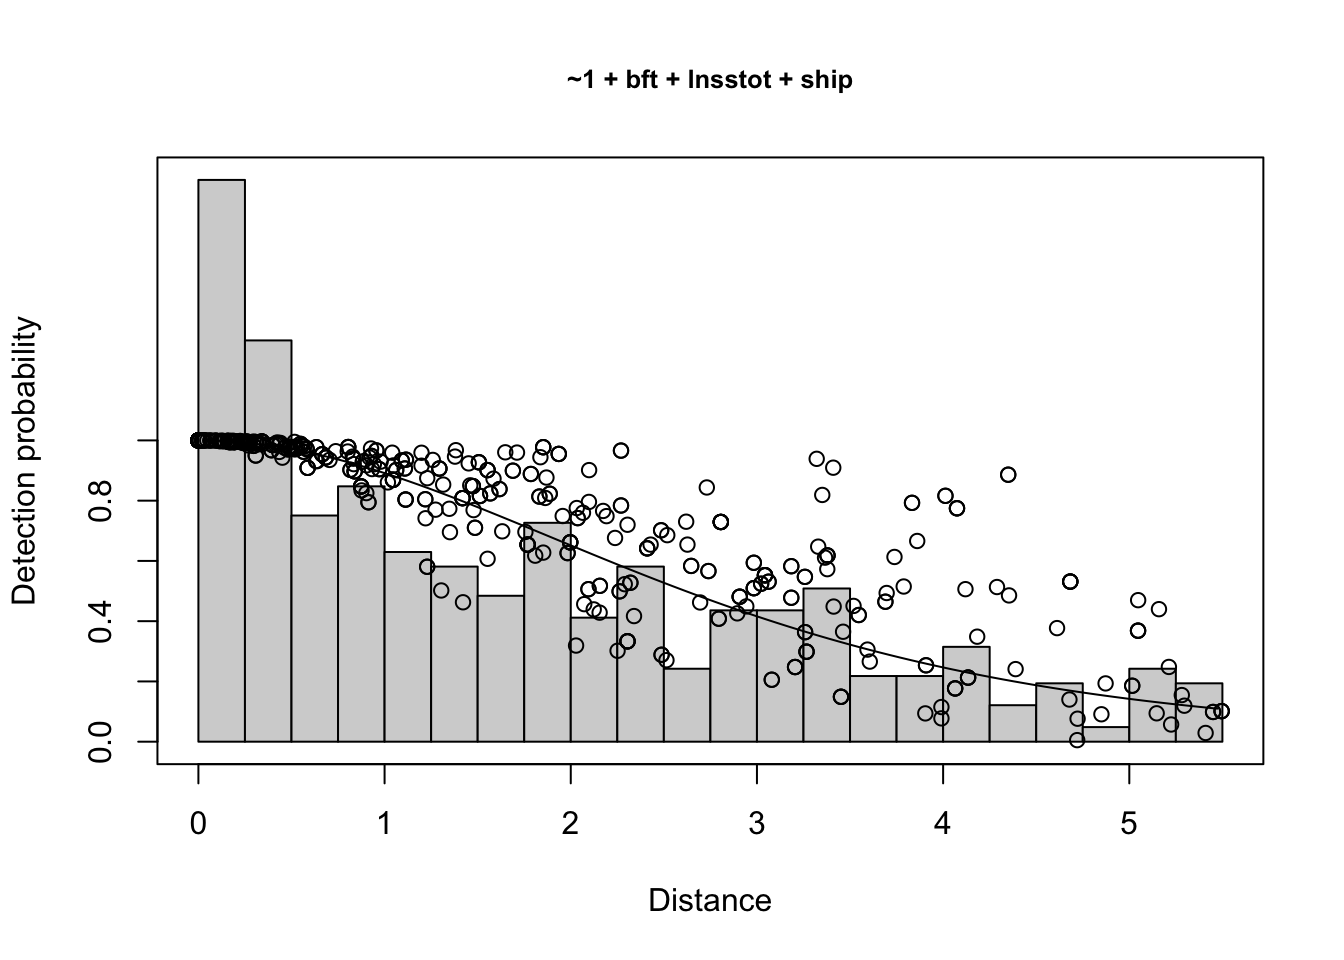 ~1 + bft + lnsstot + ship
Detection probability
0.8
0.4
0.0
0 1 2 3 4 5
Distance